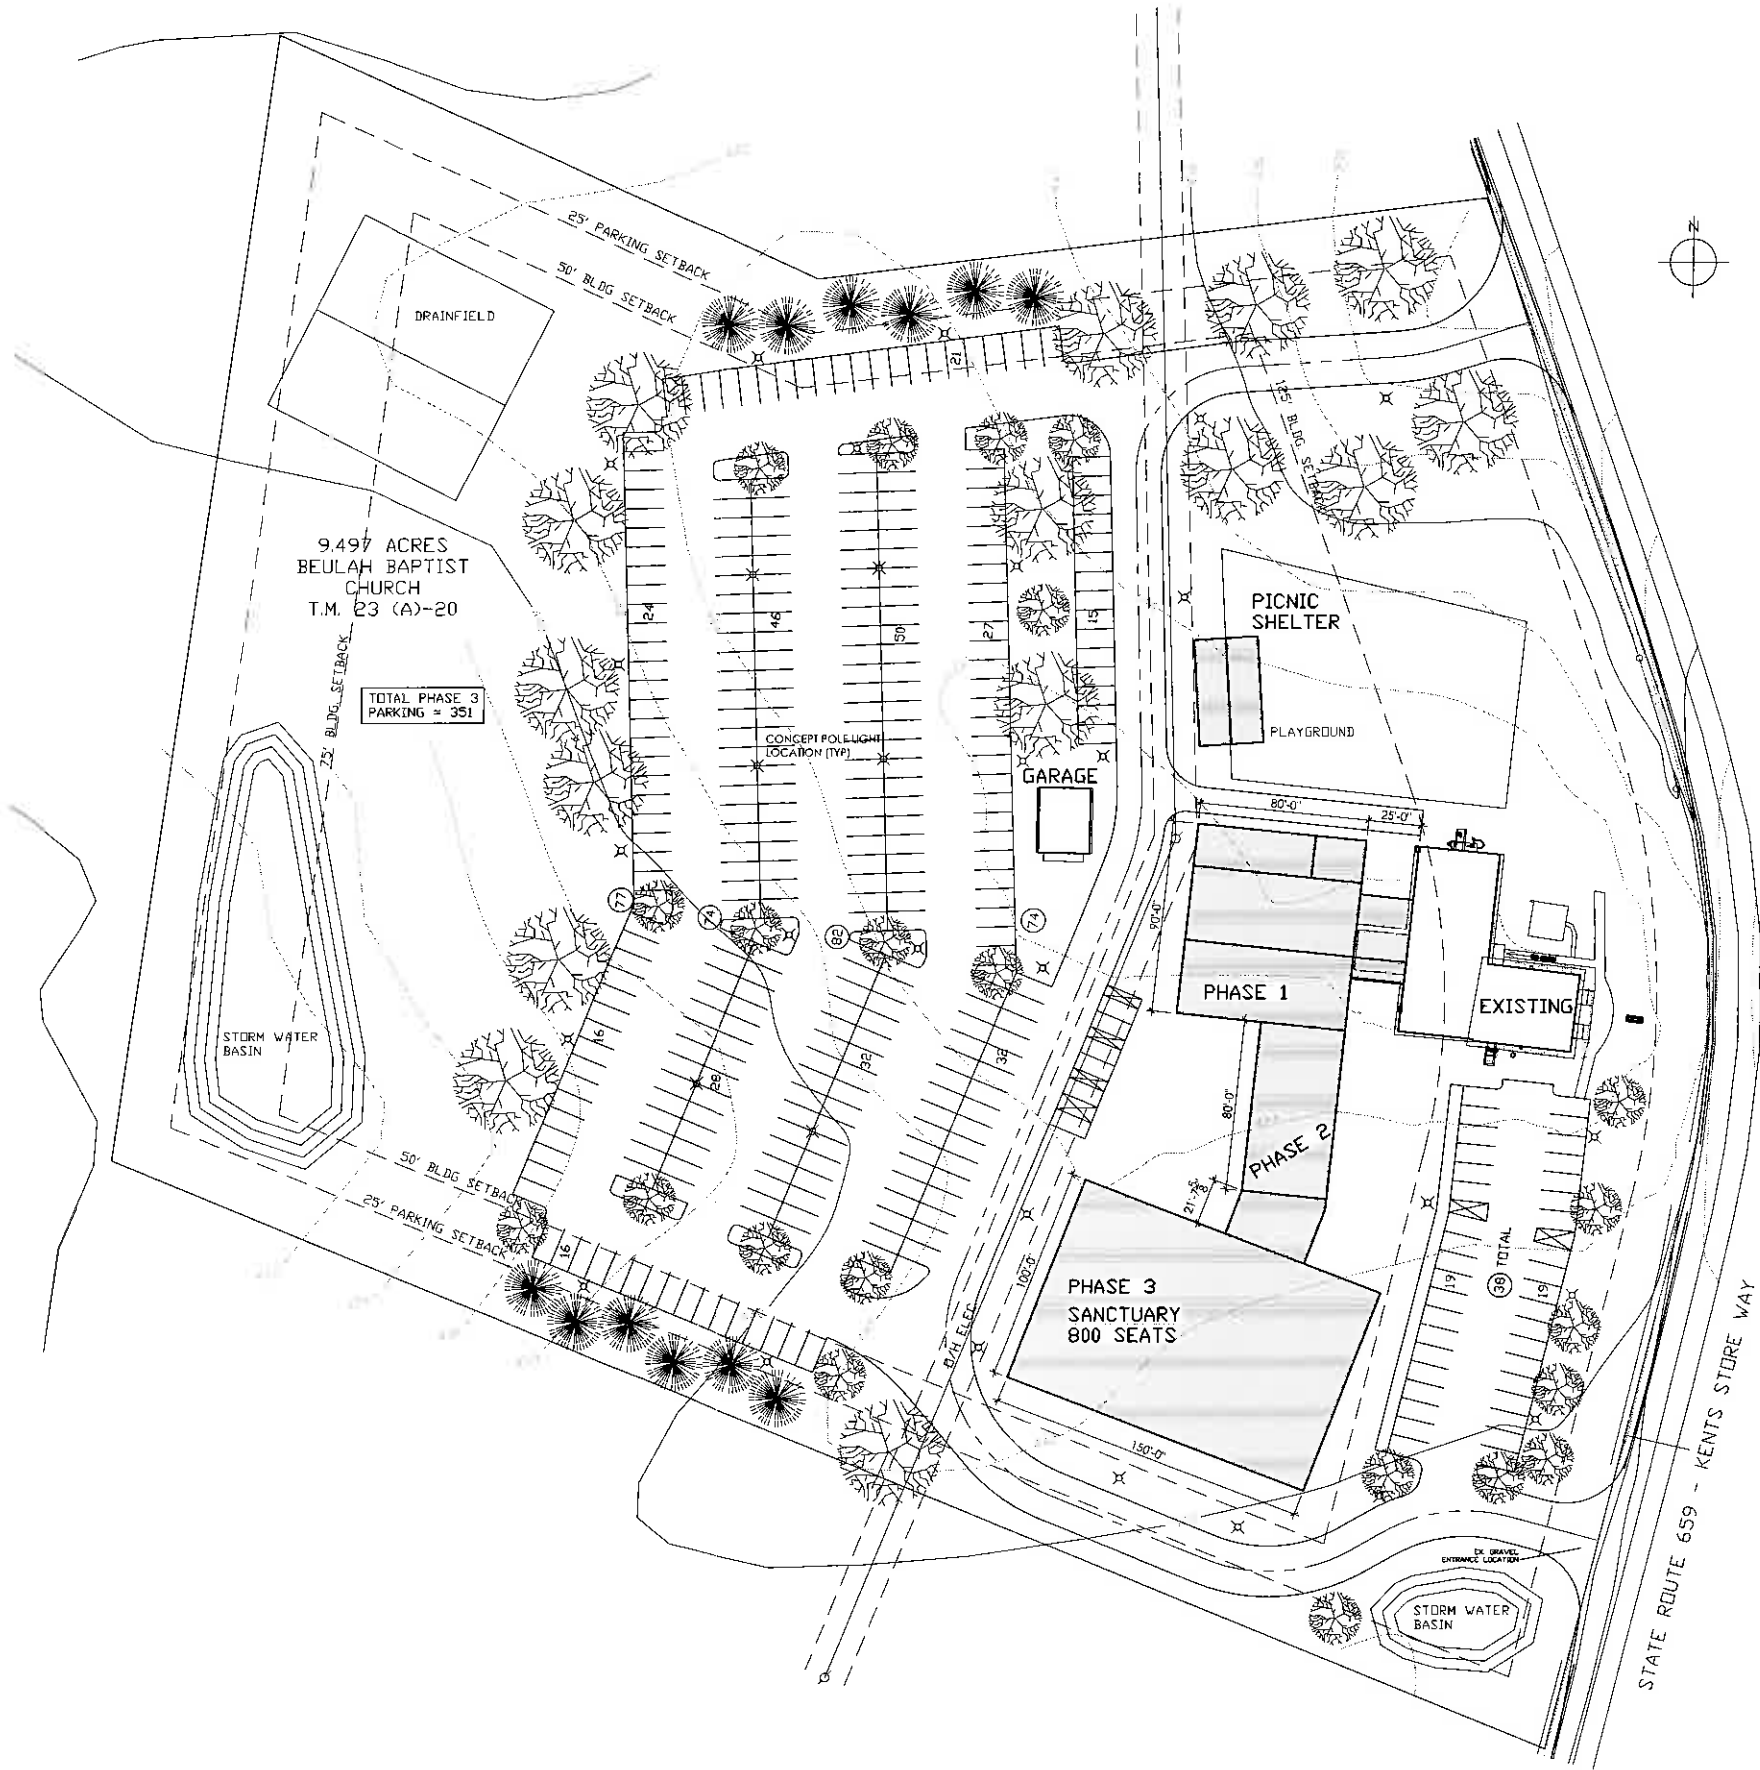 N
25' PARKING SETBACK
50' BLDG SETBACK
DRAINFIELD
21
125' BLDG SETBACK
9.497 ACRES
BEULAH BAPTIST
CHURCH
T.M. 23 (A)-20
24
46
50
27
15
PICNIC
SHELTER
75' BLDG SETBACK
TOTAL PHASE 3
PARKING = 351
CONCEPT POLE LIGHT
LOCATION (TYP)
PLAYGROUND
GARAGE
80'-0"
25'-0"
77
74
82
74
90'-0"
PHASE 1
EXISTING
STORM WATER
BASIN
16
28
32
32
80'-0"
PHASE 2
50' BLDG SETBACK
25' PARKING SETBACK
16
100'-0"
PHASE 3
SANCTUARY
800 SEATS
19
38 TOTAL
19
O/H ELEC
150'-0"
EX. GRAVEL
ENTRANCE LOCATION
STORM WATER
BASIN
STATE ROUTE 659 - KENTS STORE WAY